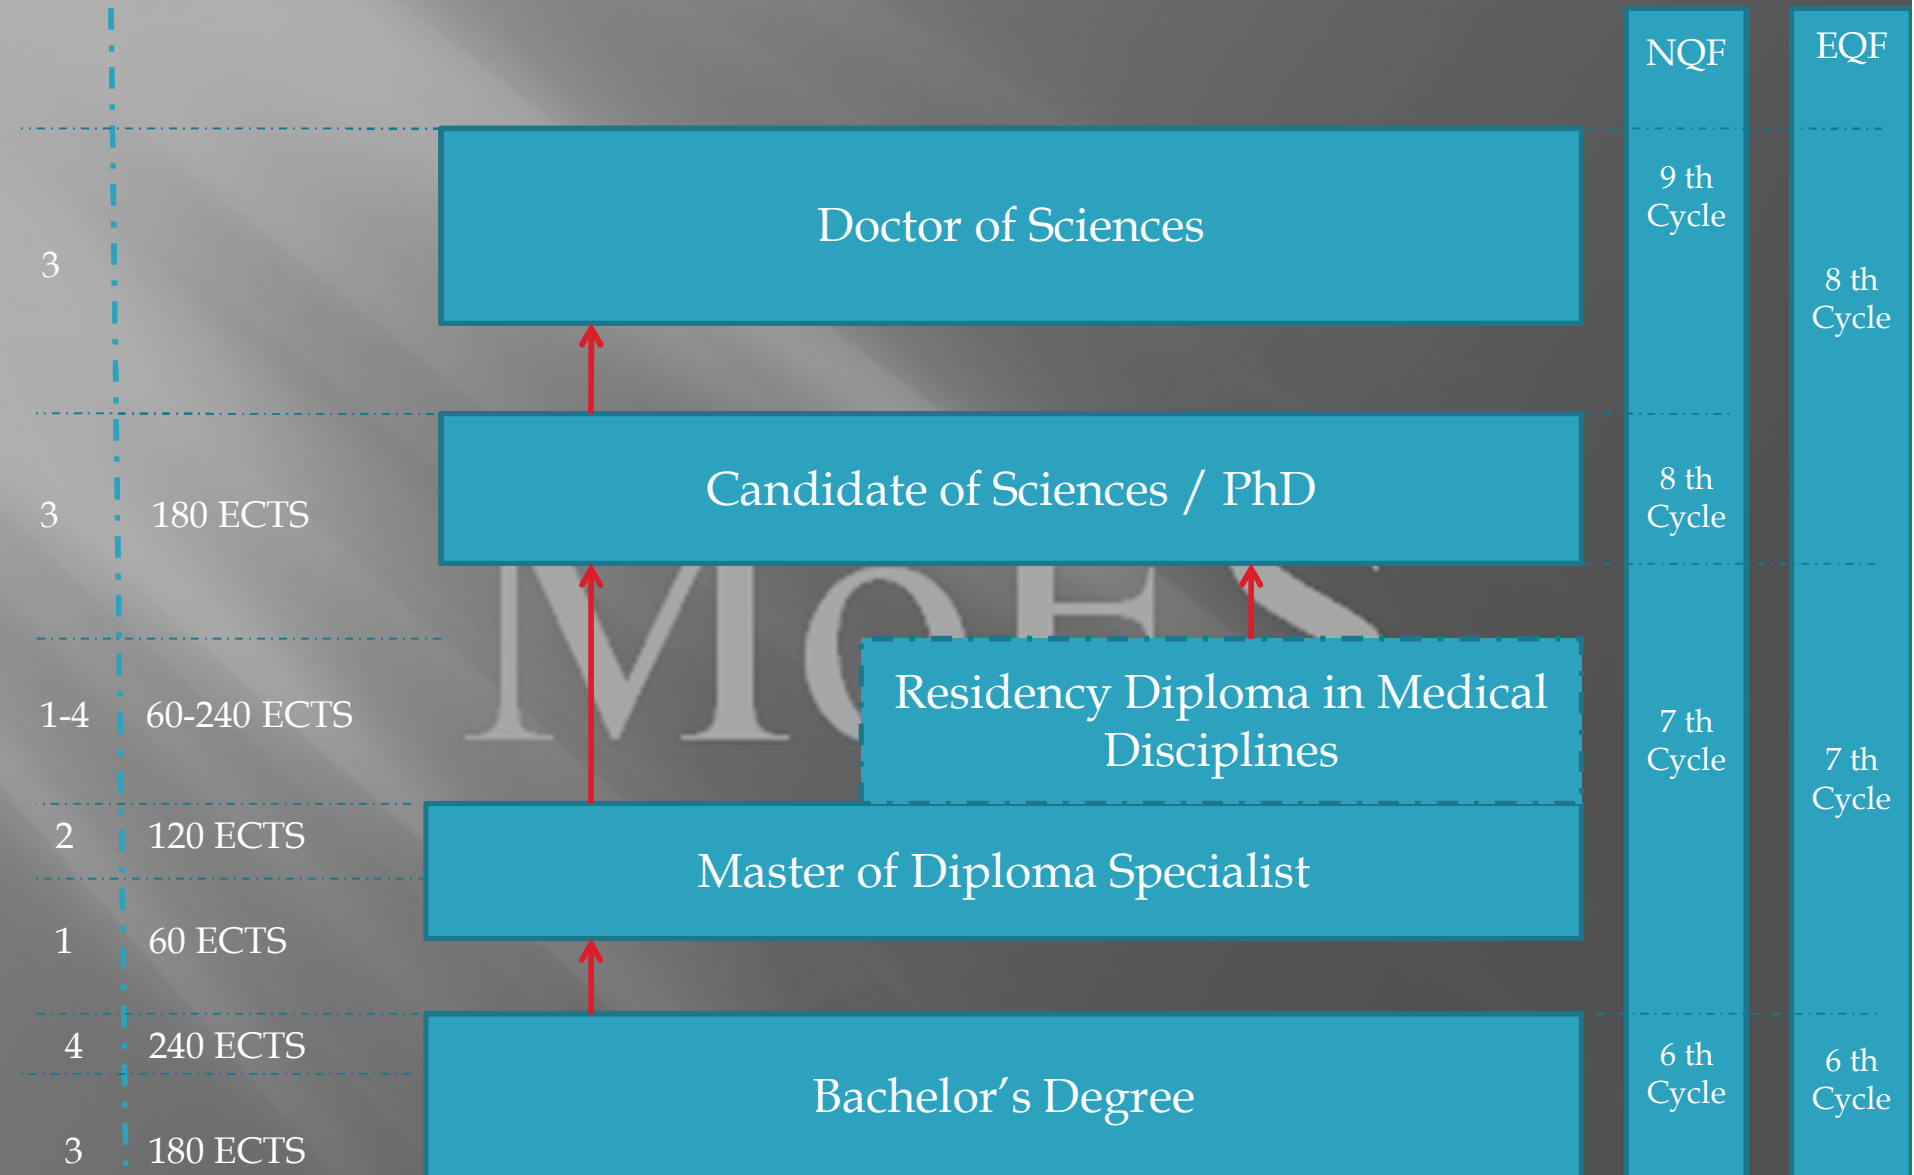 NQF
EQF
Doctor of Sciences
9 th
Cycle
3
8 th
Cycle
Candidate of Sciences / PhD
8 th
Cycle
3
180 ECTS
MoES
Residency Diploma in Medical
Disciplines
1-4
60-240 ECTS
7 th
Cycle
7 th
Cycle
2
120 ECTS
Master of Diploma Specialist
1
60 ECTS
4
240 ECTS
Bachelor’s Degree
6 th
Cycle
6 th
Cycle
3
180 ECTS